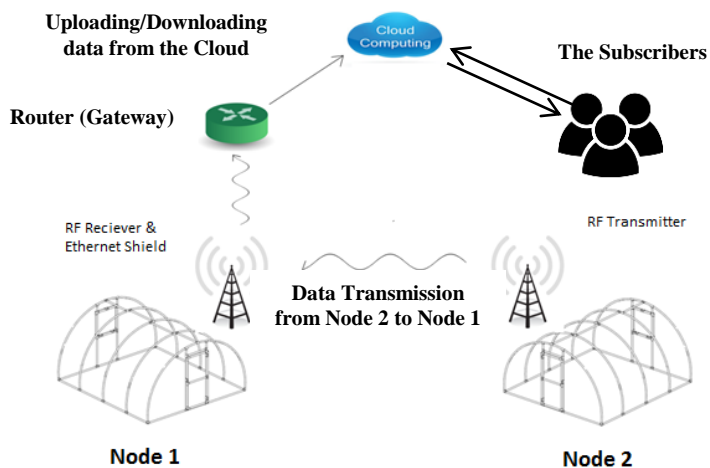 Uploading/Downloading
data from the Cloud
Cloud
Computing
The Subscribers
Router (Gateway)
RF Reciever &
Ethernet Shield
RF Transmitter
Data Transmission
from Node 2 to Node 1
Node 1
Node 2